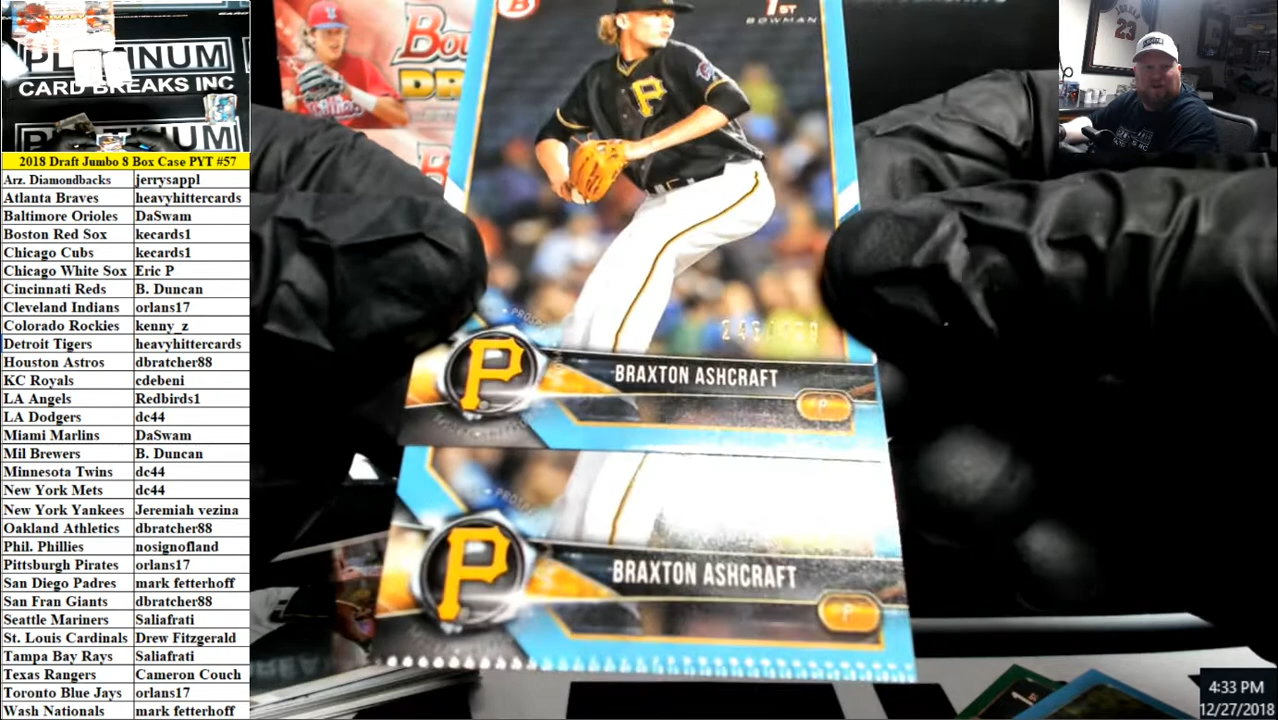 PLATINUM
CARD BREAKS INC
PLATINUM
2018 Draft Jumbo 8 Box Case PYT #57
Arz. Diamondbacks jerrysappl
Atlanta Braves heavyhittercards
Baltimore Orioles DaSwam
Boston Red Sox kecards1
Chicago Cubs kecards1
Chicago White Sox Eric P
Cincinnati Reds B. Duncan
Cleveland Indians orlans17
Colorado Rockies kenny_z
Detroit Tigers heavyhittercards
Houston Astros dbratcher88
KC Royals cdebeni
LA Angels Redbirds1
LA Dodgers dc44
Miami Marlins DaSwam
Mil Brewers B. Duncan
Minnesota Twins dc44
New York Mets dc44
New York Yankees Jeremiah vezina
Oakland Athletics dbratcher88
Phil. Phillies nosignofland
Pittsburgh Pirates orlans17
San Diego Padres mark fetterhoff
San Fran Giants dbratcher88
Seattle Mariners Saliafrati
St. Louis Cardinals Drew Fitzgerald
Tampa Bay Rays Saliafrati
Texas Rangers Cameron Couch
Toronto Blue Jays orlans17
Wash Nationals mark fetterhoff
Phillies
B
1ST
BOWMAN
P
P
BRAXTON ASHCRAFT
P
P
BRAXTON ASHCRAFT
P
23
4:33 PM
12/27/2018